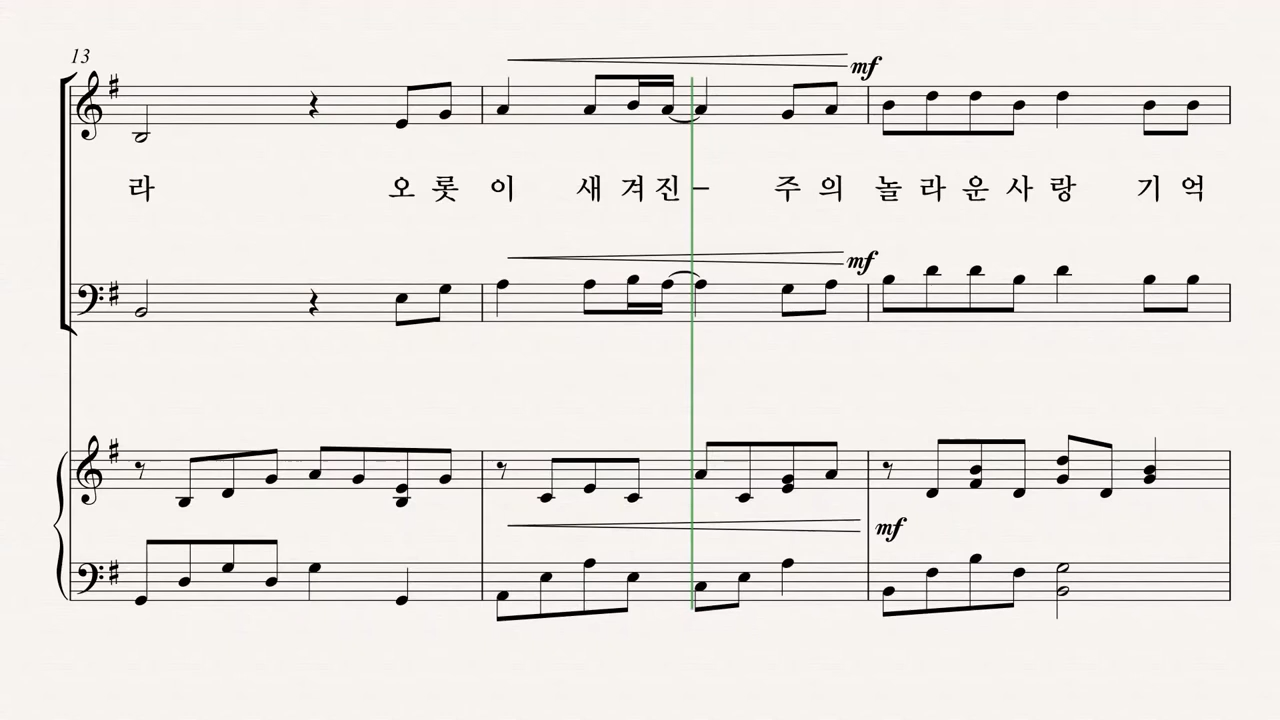 13
mf
라 오 롯 이 새 겨 진 – 주 의 놀 라 운 사 랑 기 억
mf
mf